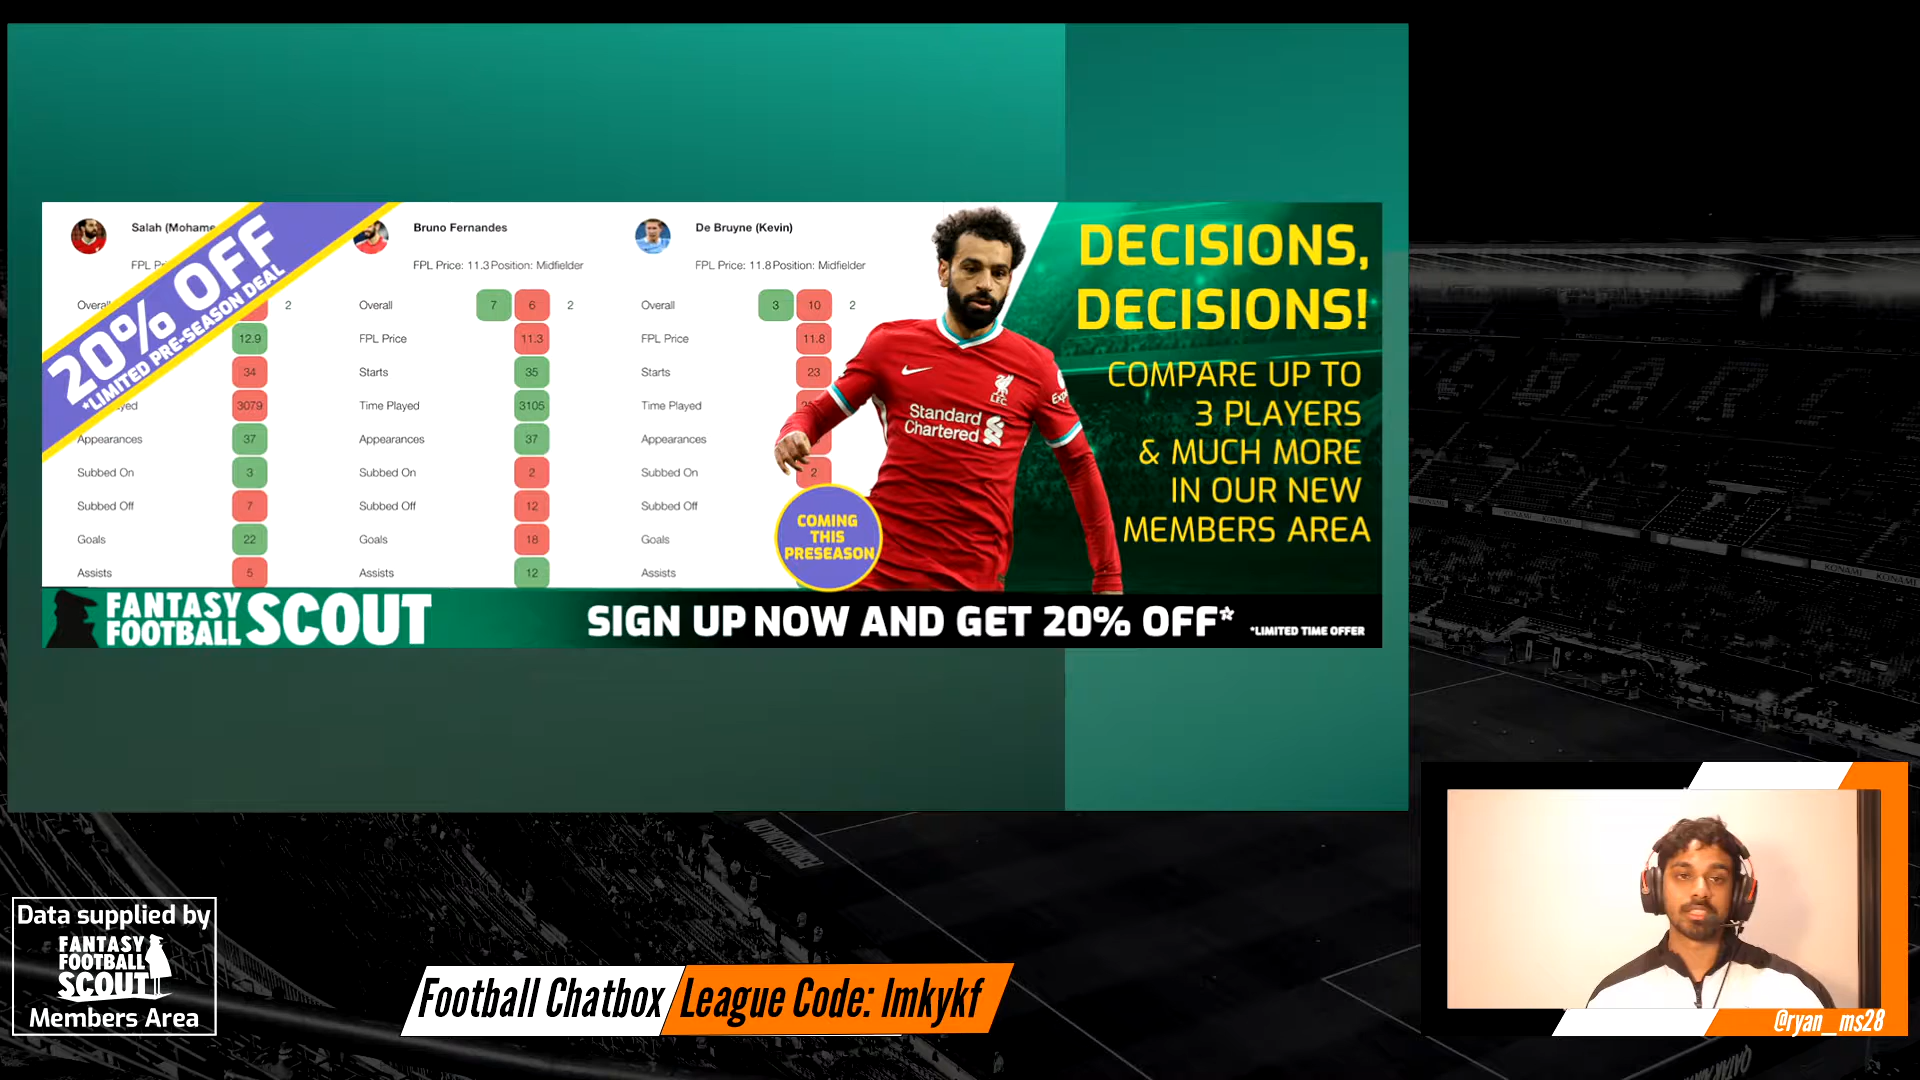 Salah (Mohame
Bruno Fernandes
De Bruyne (Kevin)
FPL Price: 11.3 Position: Midfielder
FPL Price: 11.8 Position: Midfielder
20% OFF
*LIMITED PRE-SEASON DEAL
2
Overall 7 6 2
Overall 3 10 2
12.9
FPL Price 11.3
FPL Price 11.8
34
Starts 35
Starts 23
3079
Time Played 3105
Time Played
Appearances 37
Appearances 37
Appearances
Subbed On 3
Subbed On 2
Subbed On 2
Subbed Off 7
Subbed Off 12
Subbed Off
Goals 22
Goals 18
Goals
Assists 5
Assists 12
Assists
COMING
THIS
PRESEASON
Standard
Chartered
L.F.C.
DECISIONS,
DECISIONS!
COMPARE UP TO
3 PLAYERS
& MUCH MORE
IN OUR NEW
MEMBERS AREA
FANTASY
FOOTBALL
SCOUT
SIGN UP NOW AND GET 20% OFF*
*LIMITED TIME OFFER
KONAMI KONAMI
KONAMI KONAMI
Data supplied by
FANTASY
FOOTBALL
SCOUT
Members Area
Football Chatbox League Code: lmkykf
@ryan_ms28